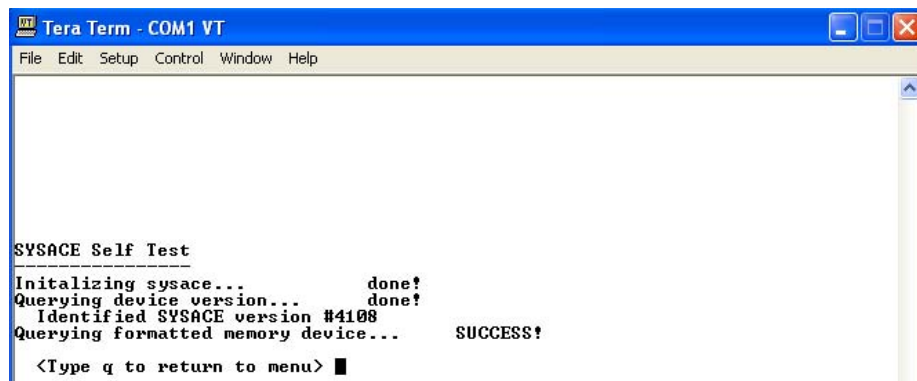 Tera Term - COM1 VT
File Edit Setup Control Window Help
SYSACE Self Test
----------------
Initalizing sysace... done!
Querying device version... done!
Identified SYSACE version #4108
Querying formatted memory device... SUCCESS!
<Type q to return to menu>